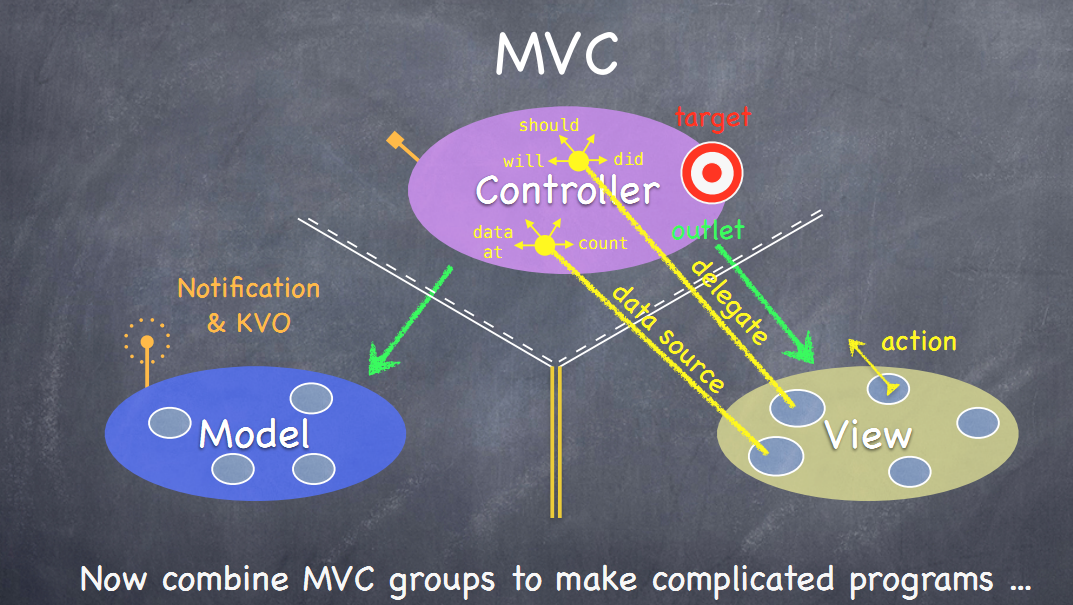 MVC
should
will
did
target
Controller
data
at
count
outlet
delegate
data source
Notification
& KVO
action
Model
View
Now combine MVC groups to make complicated programs ...